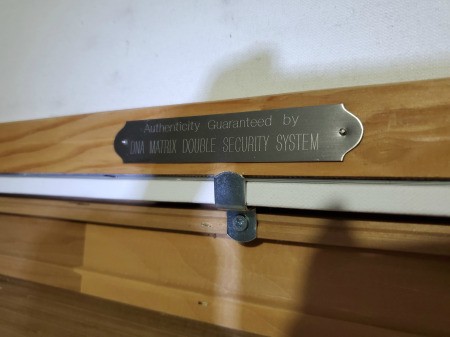 Authenticity Guaranteed by
DNA MATRIX DOUBLE SECURITY SYSTEM